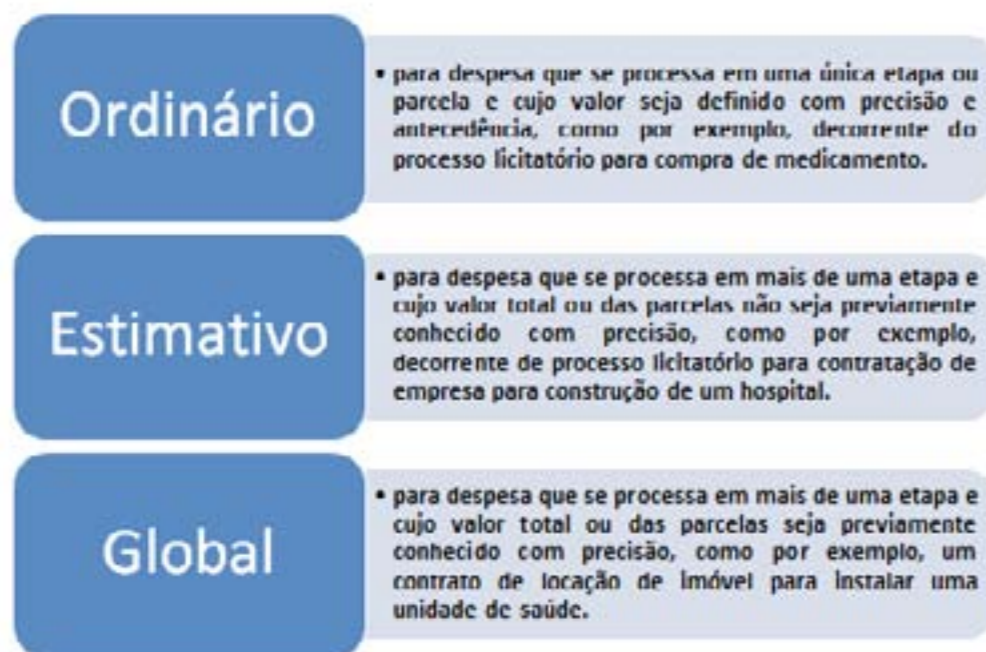 Ordinário
• para despesa que se processa em uma única etapa ou
parcela e cujo valor seja definido com precisão e
antecedência, como por exemplo, decorrente do
processo licitatório para compra de medicamento.
Estimativo
• para despesa que se processa em mais de uma etapa e
cujo valor total ou das parcelas não seja previamente
conhecido com precisão, como por exemplo,
decorrente de processo licitatório para contratação de
empresa para construção de um hospital.
Global
• para despesa que se processa em mais de uma etapa e
cujo valor total ou das parcelas seja previamente
conhecido com precisão, como por exemplo, um
contrato de locação de imóvel para instalar uma
unidade de saúde.